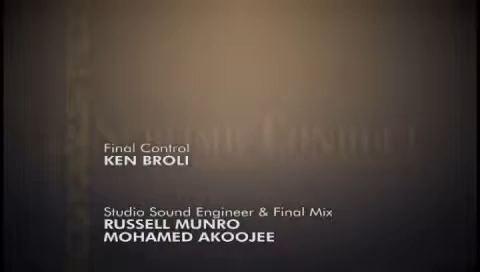 Final Control
KEN BROLI
Studio Sound Engineer & Final Mix
RUSSELL MUNRO
MOHAMED AKOOJEE